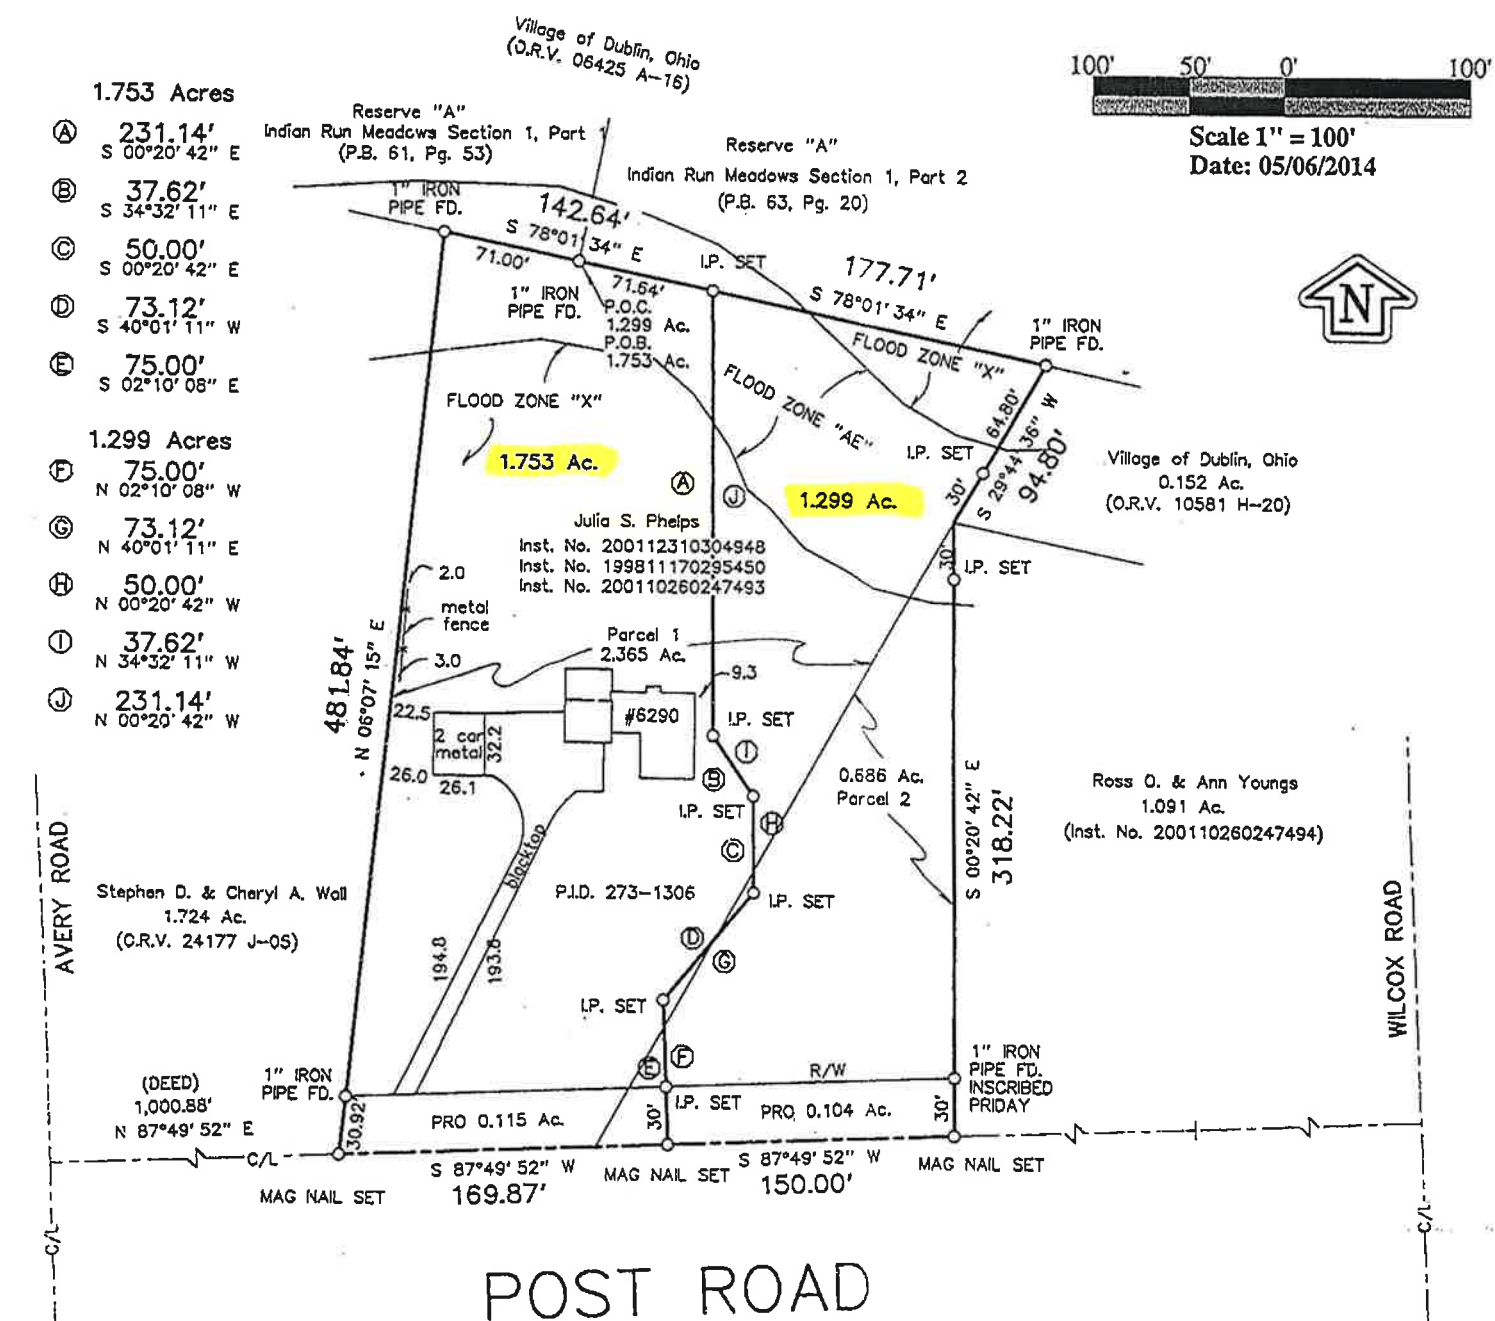 Village of Dublin, Ohio
(O.R.V. 06425 A-16)
100' 50' 0' 100'
Scale 1" = 100'
Date: 05/06/2014
N
1.753 Acres
A 231.14'
S 00°20'42" E
B 37.62'
S 34°32'11" E
C 50.00'
S 00°20'42" E
D 73.12'
S 40°01'11" W
E 75.00'
S 02°10'08" E
1.299 Acres
F 75.00'
N 02°10'08" W
G 73.12'
N 40°01'11" E
H 50.00'
N 00°20'42" W
I 37.62'
N 34°32'11" W
J 231.14'
N 00°20'42" W
Reserve "A"
Indian Run Meadows Section 1, Part 1
(P.B. 61, Pg. 53)
Reserve "A"
Indian Run Meadows Section 1, Part 2
(P.B. 63, Pg. 20)
1" IRON
PIPE FD.
142.64'
S 78°01'34" E
71.00'
71.64'
I.P. SET
177.71'
S 78°01'34" E
1" IRON
PIPE FD.
1" IRON
PIPE FD.
P.O.C.
1.299 Ac.
P.O.B.
1.753 Ac.
FLOOD ZONE "X"
FLOOD ZONE "AE"
FLOOD ZONE "X"
64.80'
S 29°44'36" W
94.80'
I.P. SET
30'
1.753 Ac.
1.299 Ac.
A
J
Village of Dublin, Ohio
0.152 Ac.
(O.R.V. 10581 H-20)
Julia S. Phelps
Inst. No. 200112310304948
Inst. No. 199811170295450
Inst. No. 200110260247493
30'
I.P. SET
2.0
metal
fence
3.0
481.84'
N 06°07'15" E
Parcel 1
2.365 Ac.
9.3
22.5
2 car
metal
32.2
26.0
26.1
#6290
I.P. SET
I
B
I.P. SET
H
C
0.686 Ac.
Parcel 2
S 00°20'42" E
318.22'
Ross O. & Ann Youngs
1.091 Ac.
(Inst. No. 200110260247494)
blacktop
P.I.D. 273-1306
I.P. SET
Stephen D. & Cheryl A. Wall
1.724 Ac.
(O.R.V. 24177 J-05)
AVERY ROAD
WILCOX ROAD
194.8
193.8
D
G
I.P. SET
E
F
R/W
1" IRON
PIPE FD.
1" IRON
PIPE FD.
INSCRIBED
PRIDAY
(DEED)
1,000.88'
N 87°49'52" E
C/L
30.92'
PRO 0.115 Ac.
30'
I.P. SET
PRO 0.104 Ac.
30'
MAG NAIL SET
S 87°49'52" W
169.87'
MAG NAIL SET
S 87°49'52" W
150.00'
MAG NAIL SET
C/L
C/L
POST ROAD